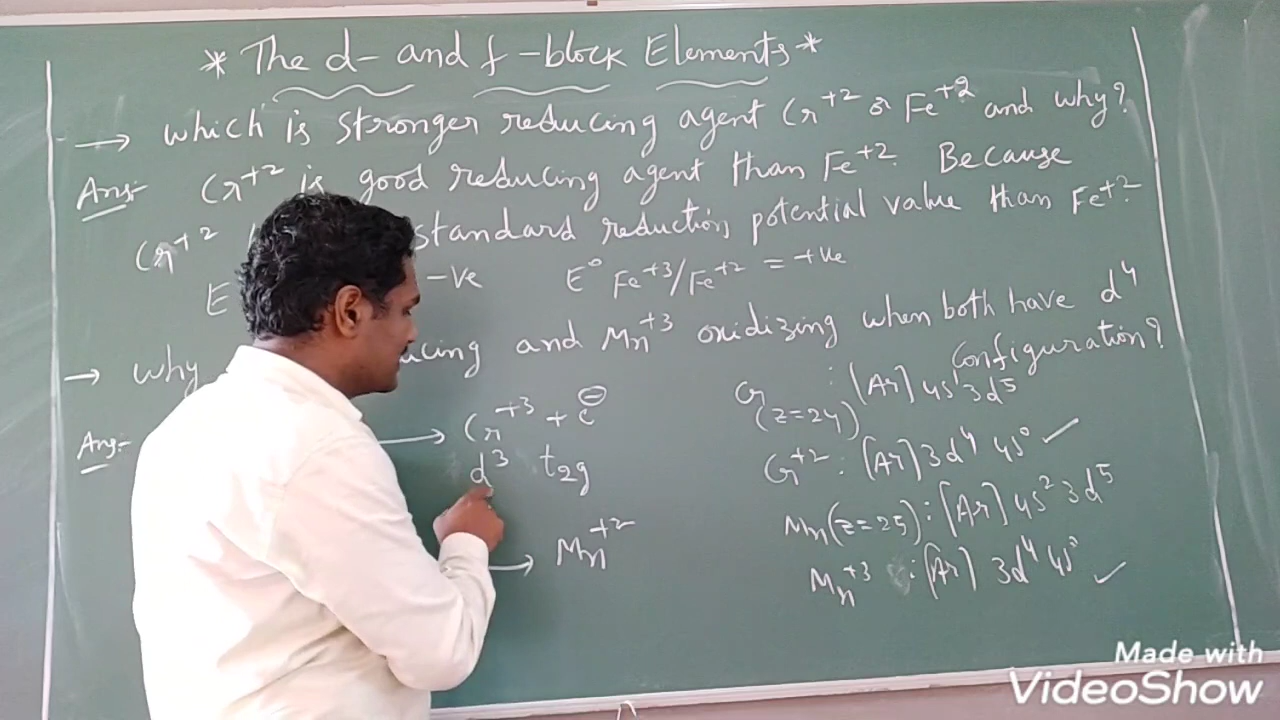 * The d- and f-block Elements *
→ which is stronger reducing agent Cr+2 or Fe+2 and why?
Ans:- Cr+2 is good reducing agent than Fe+2. Because
Cr+2 standard reduction potential value than Fe+2.
E -ve E° Fe+3/Fe+2 = +ve
→ why ucing and Mn+3 oxidizing when both have d4
Configuration?
Ans:- → Cr+3 + e⊖
d3 t2g
→ Mn+2
Cr (z=24) : [Ar] 4s1 3d5
Cr+2 : [Ar] 3d4 4s0 ✓
Mn (z=25) : [Ar] 4s2 3d5
Mn+3 : [Ar] 3d4 4s0 ✓
Made with
VideoShow